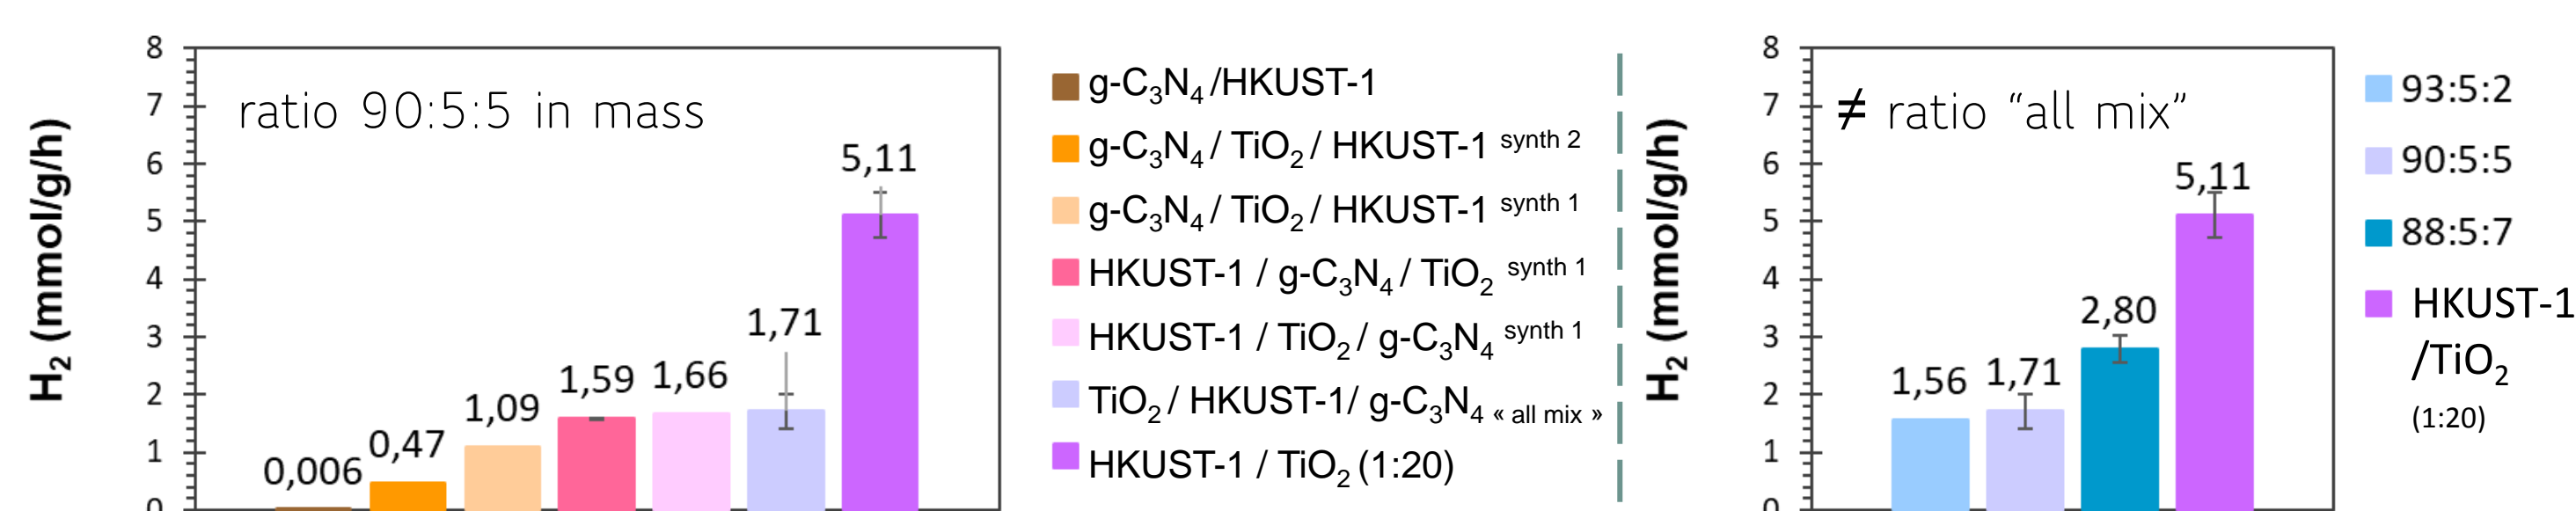 H2 (mmol/g/h)
8
7
6
5
4
3
2
1
0
ratio 90:5:5 in mass
0,006
0,47
1,09
1,59
1,66
1,71
5,11
g-C3N4 /HKUST-1
g-C3N4 / TiO2 / HKUST-1 synth 2
g-C3N4 / TiO2 / HKUST-1 synth 1
HKUST-1 / g-C3N4 / TiO2 synth 1
HKUST-1 / TiO2 / g-C3N4 synth 1
TiO2 / HKUST-1/ g-C3N4 « all mix »
HKUST-1 / TiO2 (1:20)
H2 (mmol/g/h)
8
7
6
5
4
3
2
1
0
≠ ratio “all mix”
1,56
1,71
2,80
5,11
93:5:2
90:5:5
88:5:7
HKUST-1
/TiO2
(1:20)